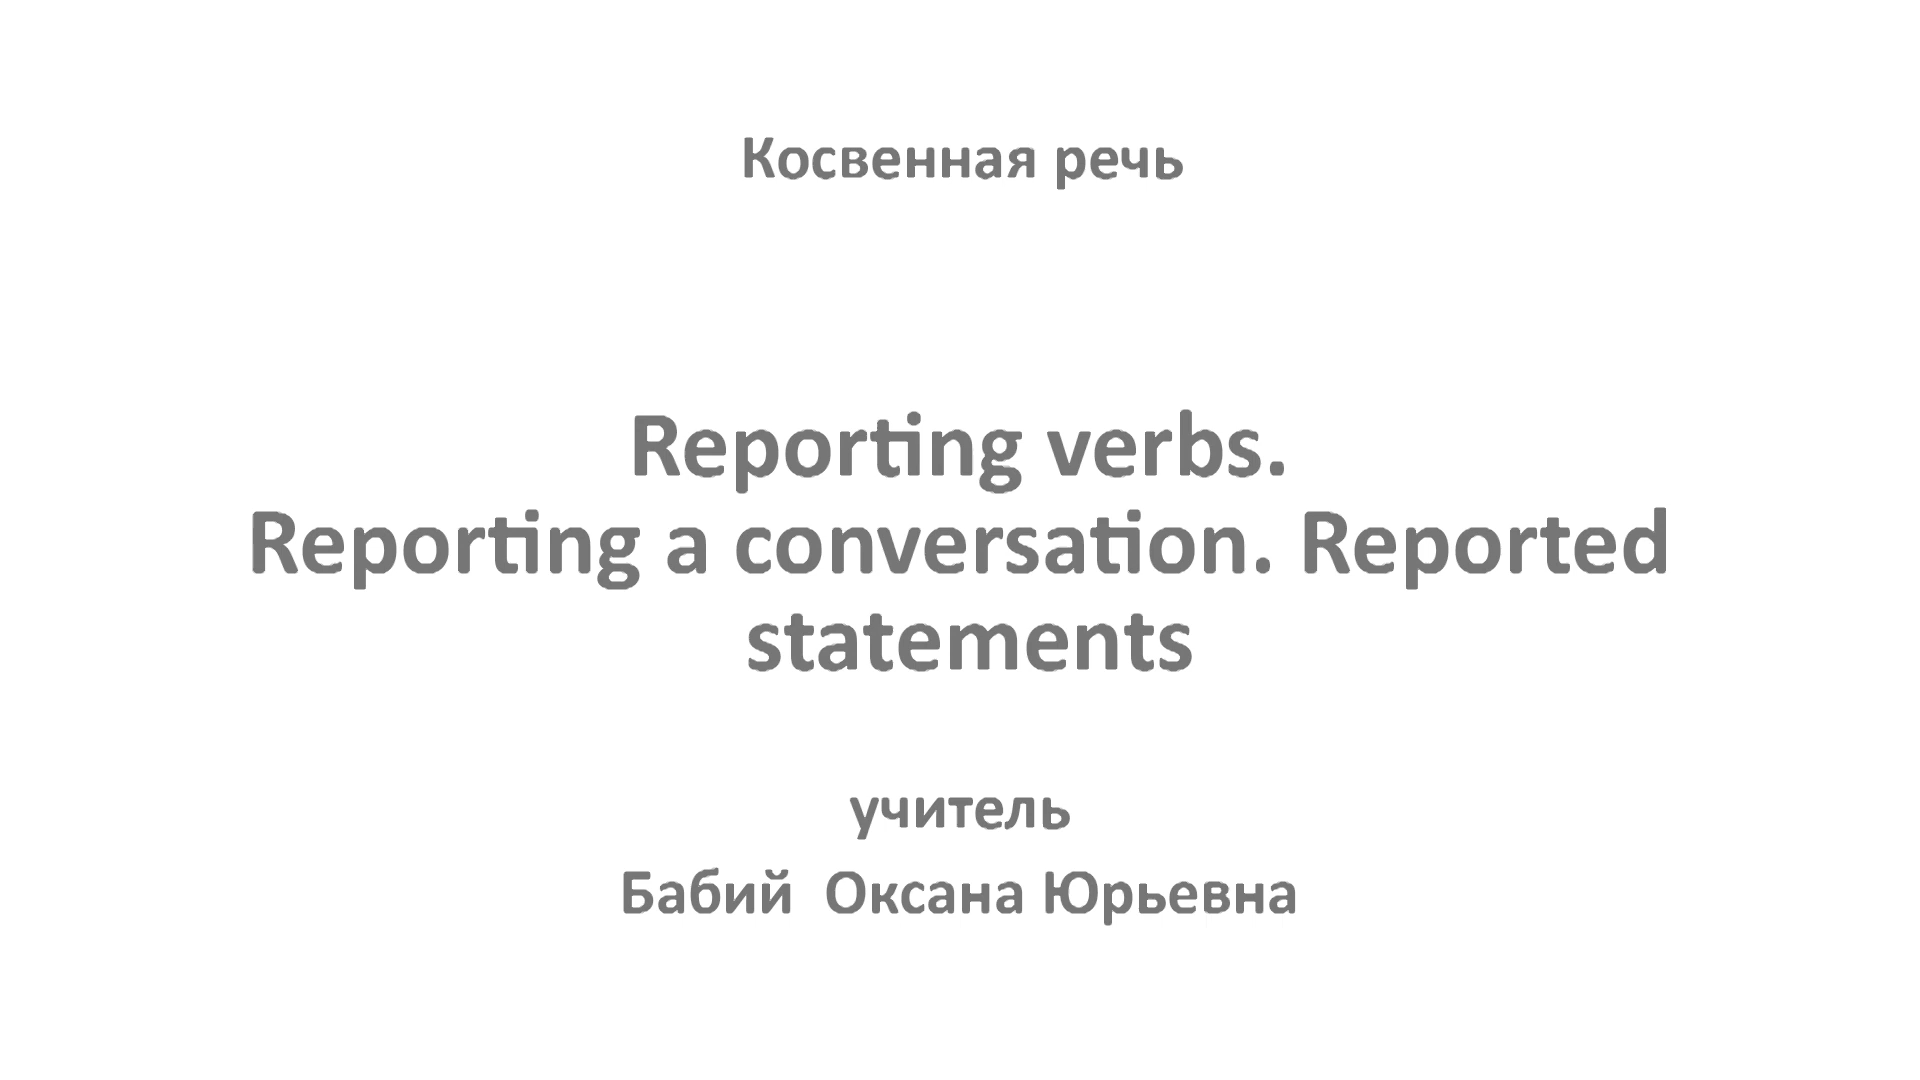 Косвенная речь
Reporting verbs.
Reporting a conversation. Reported
statements
учитель
Бабий  Оксана Юрьевна